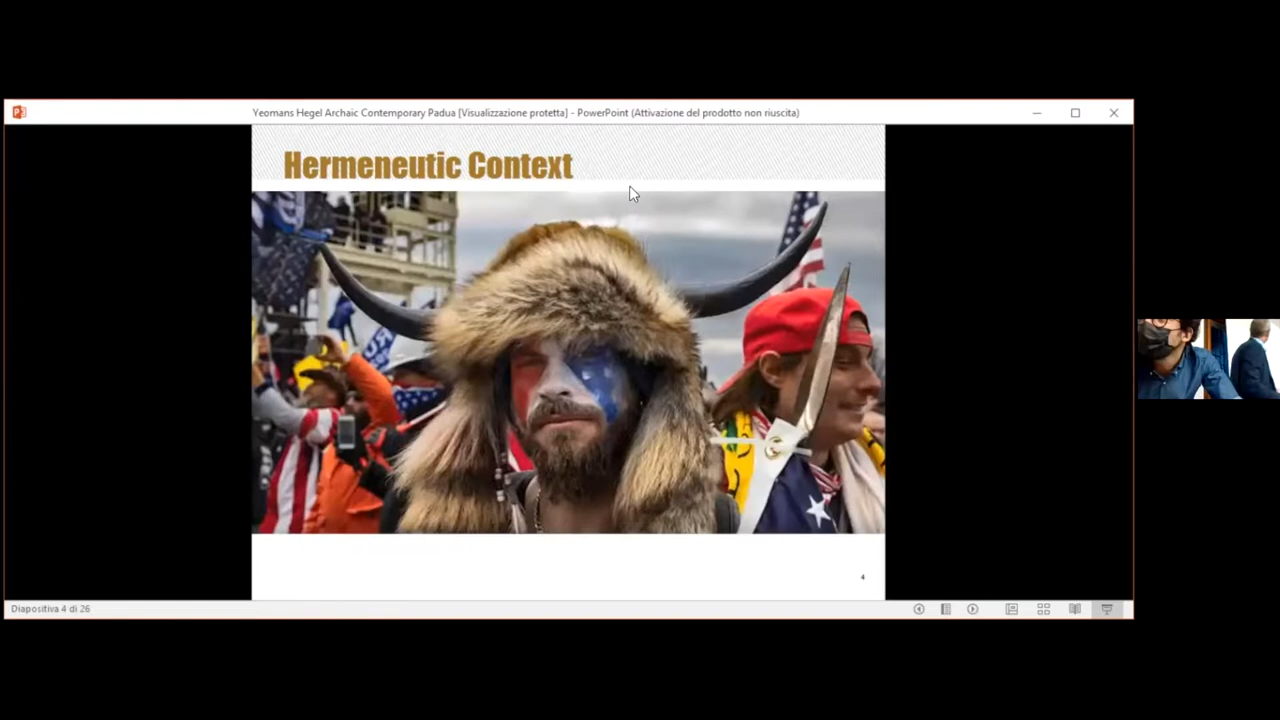 Yeomans Hegel Archaic Contemporary Padua [Visualizzazione protetta] - PowerPoint (Attivazione del prodotto non riuscita)
Hermeneutic Context
4
Diapositiva 4 di 26